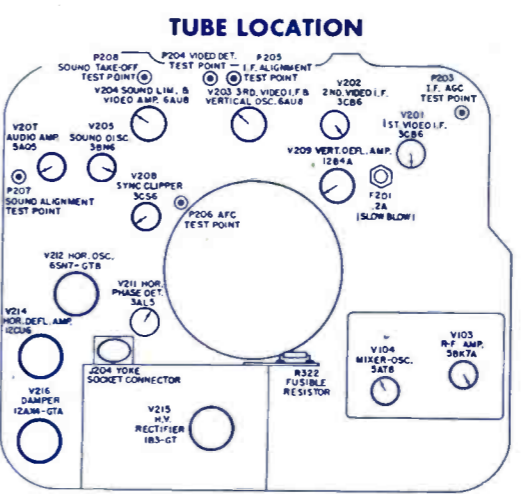 TUBE LOCATION
P208
SOUND TAKE-OFF
TEST POINT
P204 VIDEO DET.
TEST POINT
P205
I.F. ALIGNMENT
TEST POINT
V204 SOUND LIM. &
VIDEO AMP. 6AU8
V203 3RD. VIDEO I.F &
VERTICAL OSC. 6AU8
V202
2ND. VIDEO I.F.
3CB6
P203
I.F. AGC
TEST POINT
V201
1ST. VIDEO I.F.
3CB6
V207
AUDIO AMP.
5AQ5
V205
SOUND DISC.
3BN6
V209 VERT. DEFL. AMP.
12B4A
P207
SOUND ALIGNMENT
TEST POINT
V208
SYNC CLIPPER
3CS6
P206 AFC
TEST POINT
F201
.2A
(SLOW BLOW)
V212 HOR. OSC.
6SN7-GTB
V211 HOR.
PHASE DET.
3AL5
V214
HOR. DEFL. AMP.
12CU6
J204 YOKE
SOCKET CONNECTOR
R322
FUSIBLE
RESISTOR
V104
MIXER-OSC.
5AT8
V103
R-F AMP.
5BK7A
V216
DAMPER
12AX4-GTA
V215
H.V.
RECTIFIER
1B3-GT